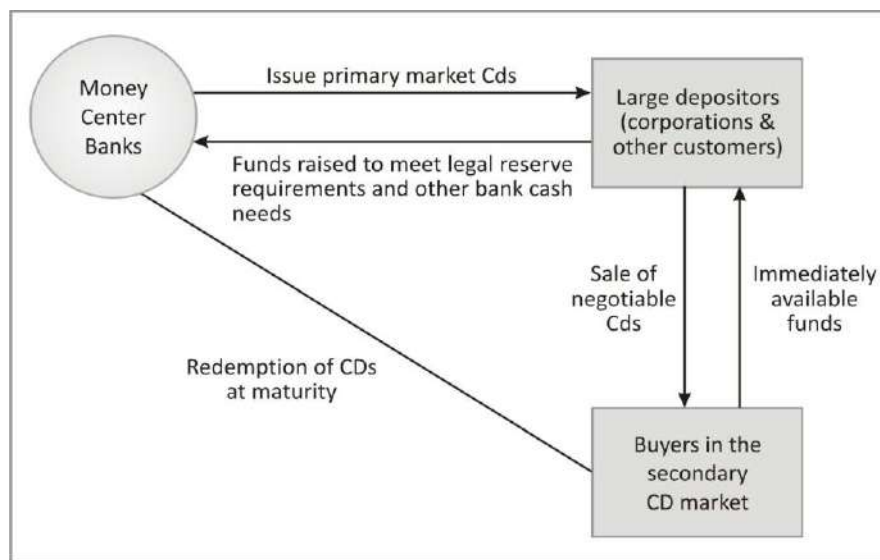 Money
Center
Banks
Issue primary market Cds
Large depositors
(corporations &
other customers)
Funds raised to meet legal reserve
requirements and other bank cash
needs
Sale of
negotiable
Cds
Immediately
available
funds
Redemption of CDs
at maturity
Buyers in the
secondary
CD market